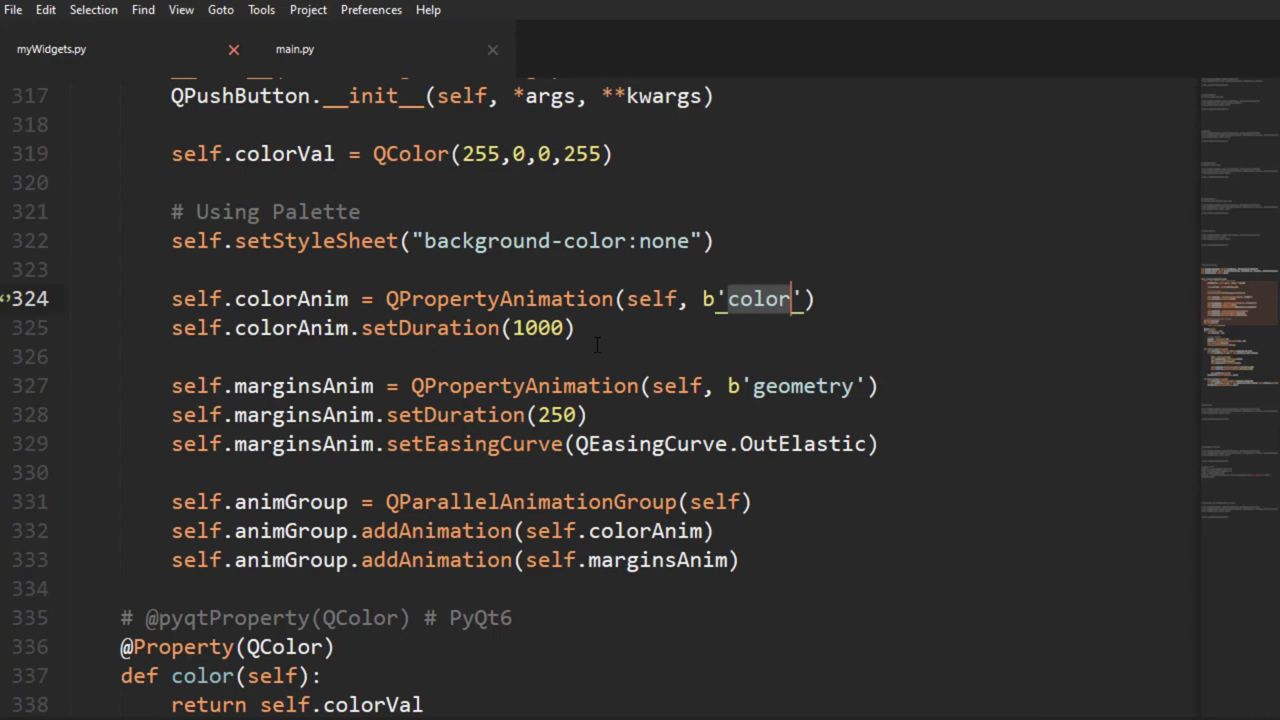 File Edit Selection Find View Goto Tools Project Preferences Help
myWidgets.py main.py
317 QPushButton.__init__(self, *args, **kwargs)
318
319 self.colorVal = QColor(255,0,0,255)
320
321 # Using Palette
322 self.setStyleSheet("background-color:none")
323
324 self.colorAnim = QPropertyAnimation(self, b'color')
325 self.colorAnim.setDuration(1000)
326
327 self.marginsAnim = QPropertyAnimation(self, b'geometry')
328 self.marginsAnim.setDuration(250)
329 self.marginsAnim.setEasingCurve(QEasingCurve.OutElastic)
330
331 self.animGroup = QParallelAnimationGroup(self)
332 self.animGroup.addAnimation(self.colorAnim)
333 self.animGroup.addAnimation(self.marginsAnim)
334
335 # @pyqtProperty(QColor) # PyQt6
336 @Property(QColor)
337 def color(self):
338 return self.colorVal